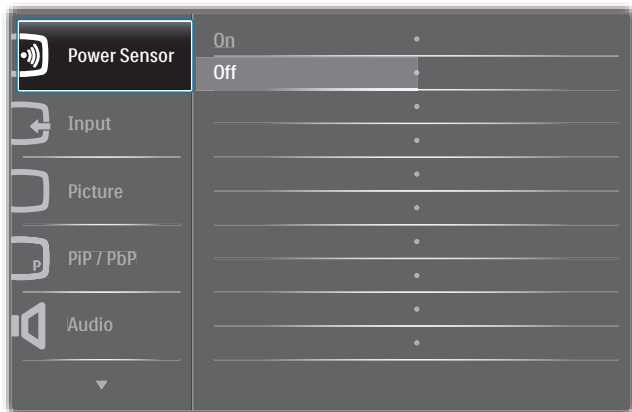 Power Sensor
On
Off
Input
Picture
P
PiP / PbP
Audio